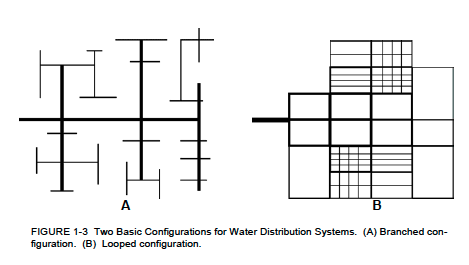 A
B
FIGURE 1-3 Two Basic Configurations for Water Distribution Systems. (A) Branched con-
figuration. (B) Looped configuration.